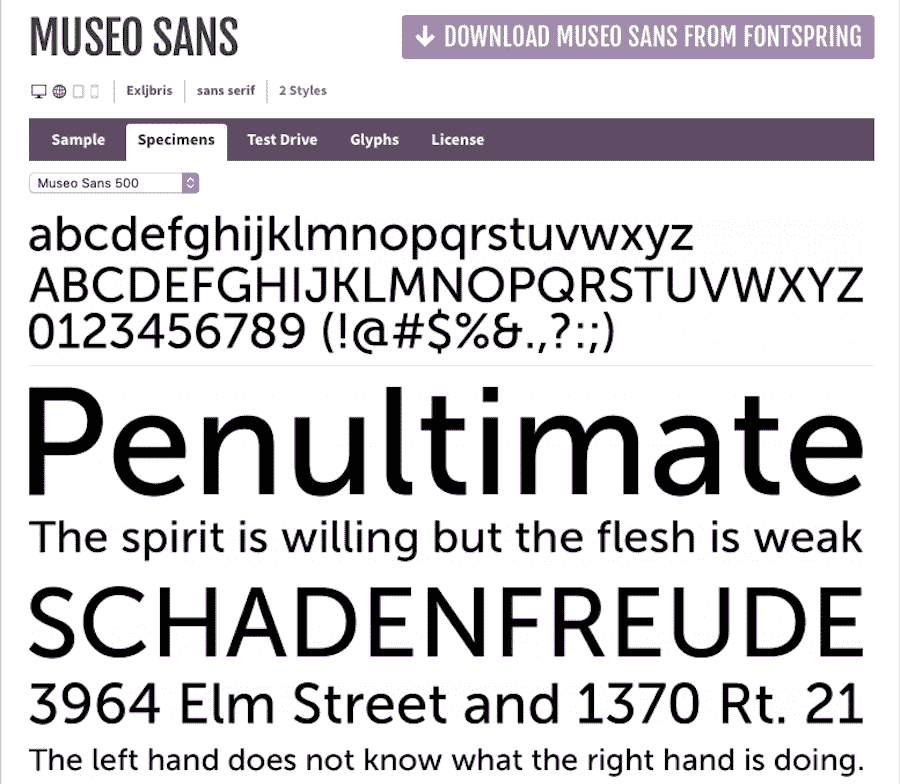 MUSEO SANS
DOWNLOAD MUSEO SANS FROM FONTSPRING
Exljbris sans serif 2 Styles
Sample Specimens Test Drive Glyphs License
Museo Sans 500
abcdefghijklmnopqrstuvwxyz
ABCDEFGHIJKLMNOPQRSTUVWXYZ
0123456789 (!@#$%&.,?:;)
Penultimate
The spirit is willing but the flesh is weak
SCHADENFREUDE
3964 Elm Street and 1370 Rt. 21
The left hand does not know what the right hand is doing.